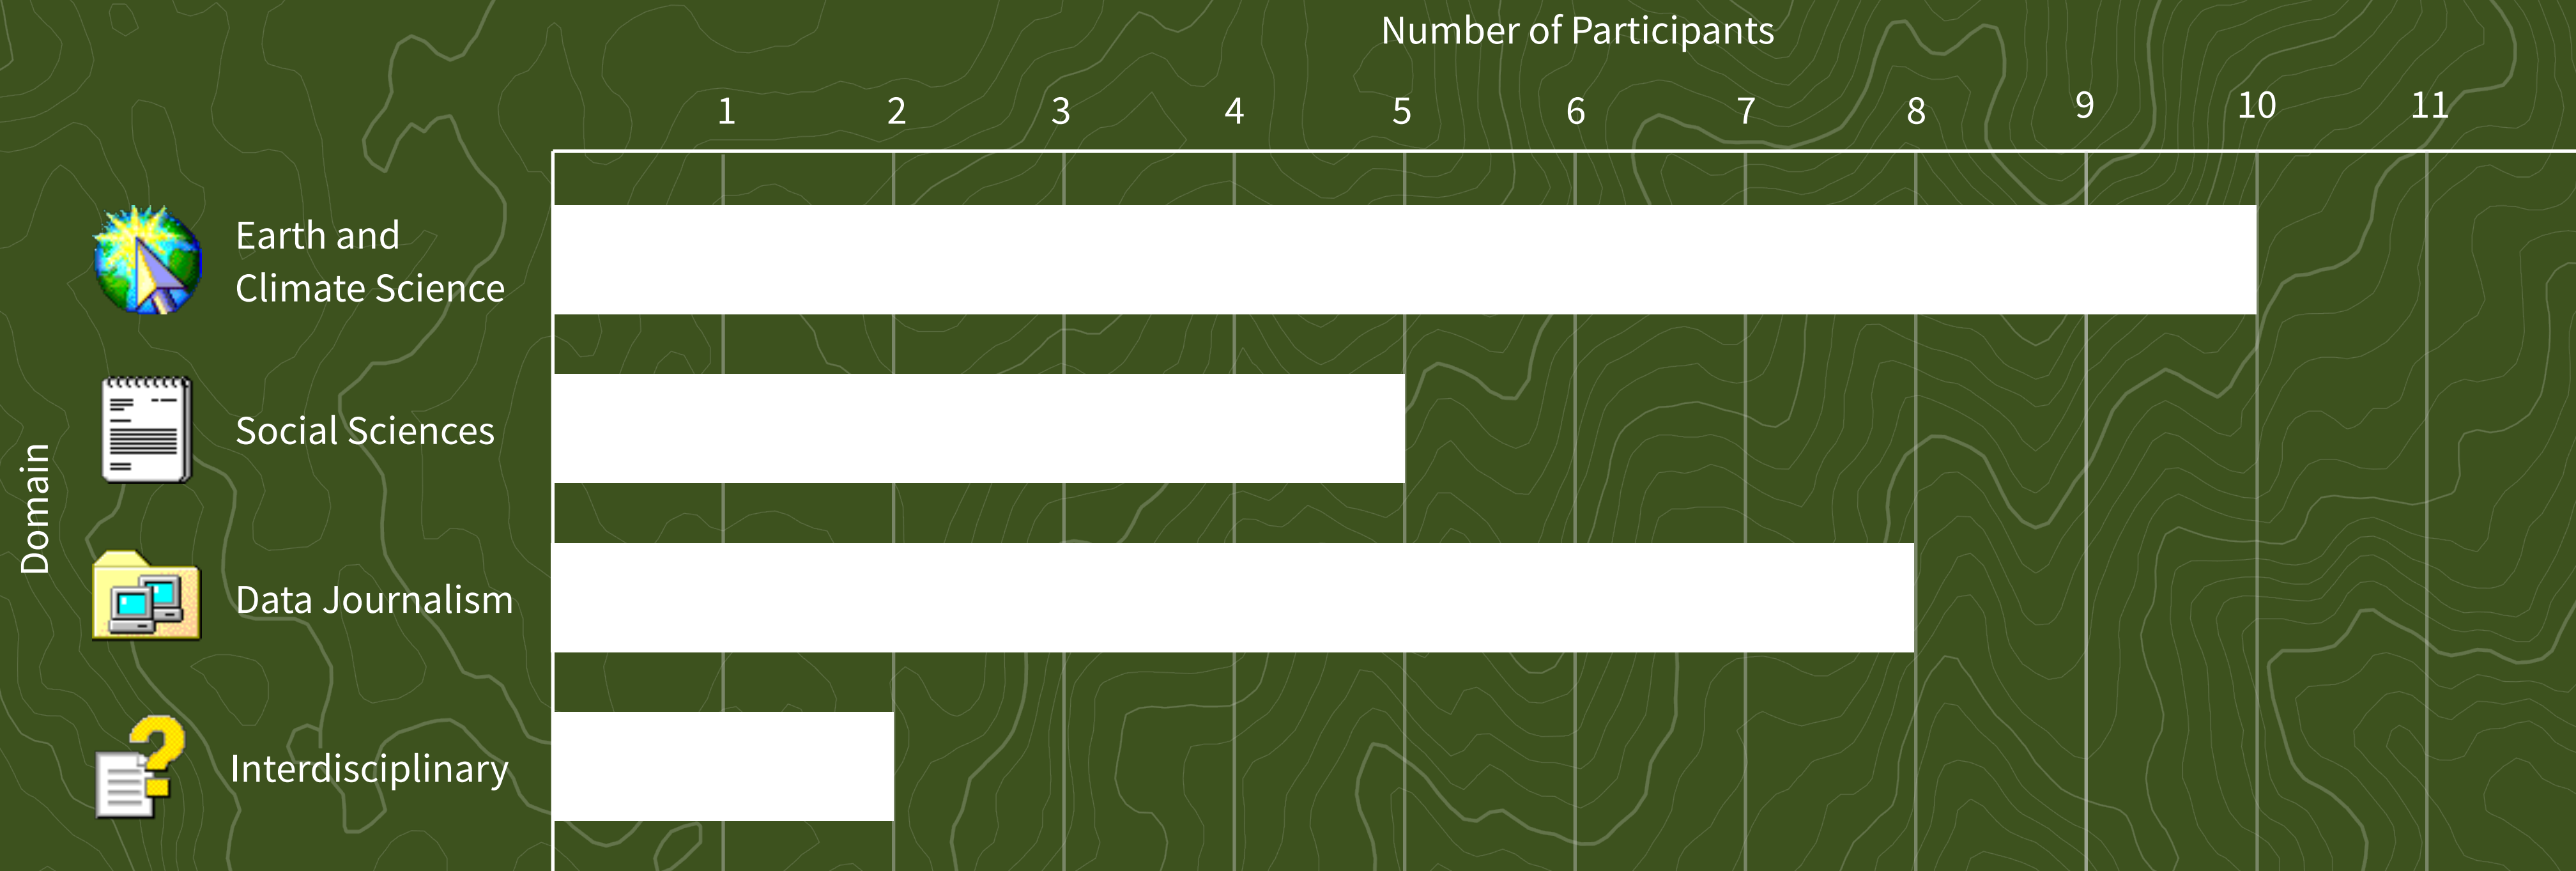 Number of Participants
1 2 3 4 5 6 7 8 9 10 11
Domain
Earth and
Climate Science
Social Sciences
Data Journalism
Interdisciplinary